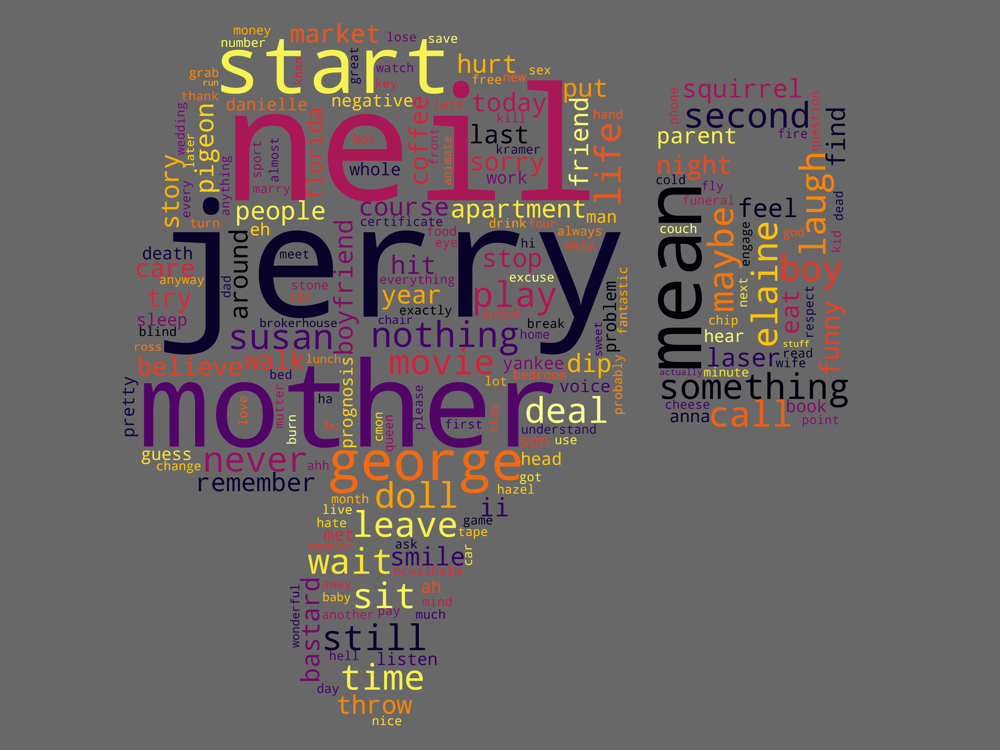 money
market
lose
save
number
start
great
khan
watch
key
hurt
sex
free
new
grab
run
thank
danielle
negative
late
today
put
kill
friend
hand
wedding
later
pigeon
neil
florida
hot
coffee
front
animate
last
kramer
sorry
work
life
story
every
anything
sport
almost
marry
whole
turn
people
eh
course
certificate
apartment
man
drink
four
always
okay
food
eye
hi
squirrel
phone
second
question
find
parent
fire
night
cold
fly
funeral
laugh
dead
feel
couch
mean
maybe
engage
god
kid
elaine
boy
next
eat
respect
funny
chip
hear
stuff
read
laser
wife
actually
minute
something
cheese
anna
call
book
point
death
care
anyway
try
dad
around
jerry
meet
boyfriend
hit
everything
stop
excuse
stone
old
year
play
exactly
bitch
problem
fantastic
sleep
blind
ross
brokerhouse
susan
chair
nothing
break
home
sweet
believe
walk
lunch
movie
yankee
dip
probably
bed
bedroom
lot
voice
pretty
mother
love
mutter
ha
burn
hu
prognosis
cmon
queen
please
first
stay
deal
understand
son
use
guess
change
never
ahh
george
head
got
remember
hazel
doll
month
ii
live
leave
game
hate
tape
met
mentor
ask
wait
smile
car
mrwilhelm
wonderful
bastard
away
baby
sit
ah
mind
another
pay
much
still
hell
listen
time
day
throw
nice